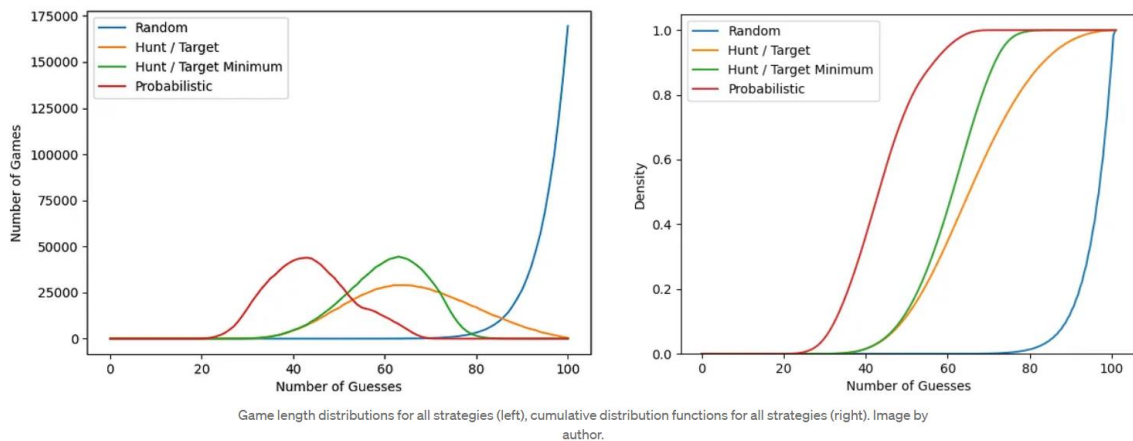 175000
150000
125000
100000
75000
50000
25000
0
Number of Games
Random
Hunt / Target
Hunt / Target Minimum
Probabilistic
0 20 40 60 80 100
Number of Guesses
1.0
0.8
0.6
0.4
0.2
0.0
Density
Random
Hunt / Target
Hunt / Target Minimum
Probabilistic
0 20 40 60 80 100
Number of Guesses
Game length distributions for all strategies (left), cumulative distribution functions for all strategies (right). Image by
author.